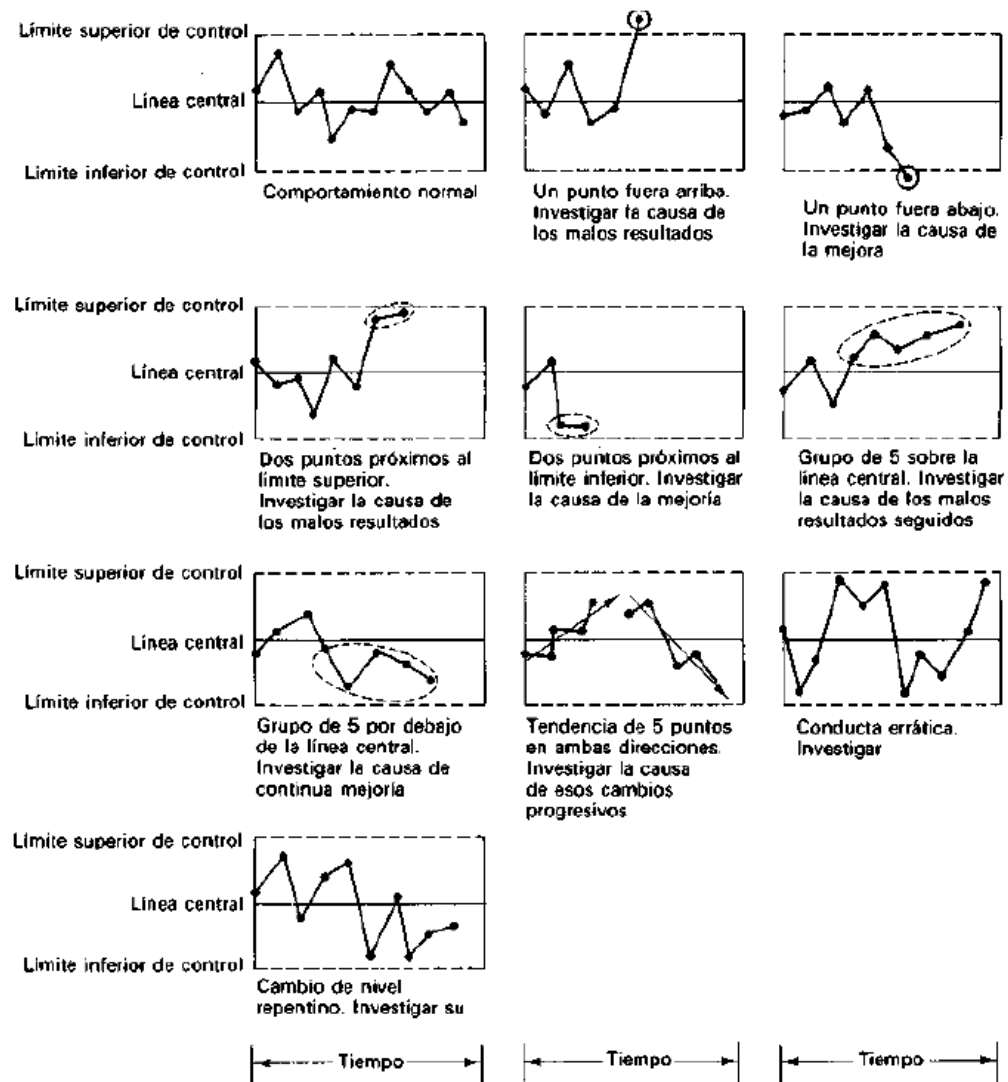 Límite superior de control
Línea central
Límite inferior de control
Comportamiento normal
Un punto fuera arriba.
Investigar la causa de
los malos resultados
Un punto fuera abajo.
Investigar la causa de
la mejora
Límite superior de control
Línea central
Límite inferior de control
Dos puntos próximos al
límite superior.
Investigar la causa de
los malos resultados
Dos puntos próximos al
límite inferior. Investigar
la causa de la mejoría
Grupo de 5 sobre la
línea central. Investigar
la causa de los malos
resultados seguidos
Límite superior de control
Línea central
Límite inferior de control
Grupo de 5 por debajo
de la línea central.
Investigar la causa de
continua mejoría
Tendencia de 5 puntos
en ambas direcciones.
Investigar la causa
de esos cambios
progresivos
Conducta errática.
Investigar
Límite superior de control
Línea central
Límite inferior de control
Cambio de nivel
repentino. Investigar su
Tiempo
Tiempo
Tiempo